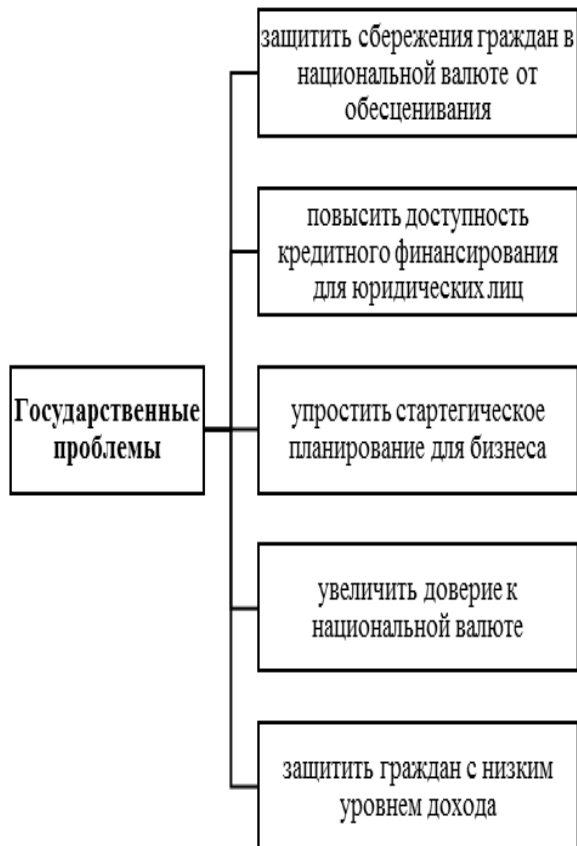 защитить сбережения граждан в
национальной валюте от
обесценивания
повысить доступность
кредитного финансирования
для юридических лиц
Государственные
проблемы
упростить стартегическое
планирование для бизнеса
увеличить доверие к
национальной валюте
защитить граждан с низким
уровнем дохода